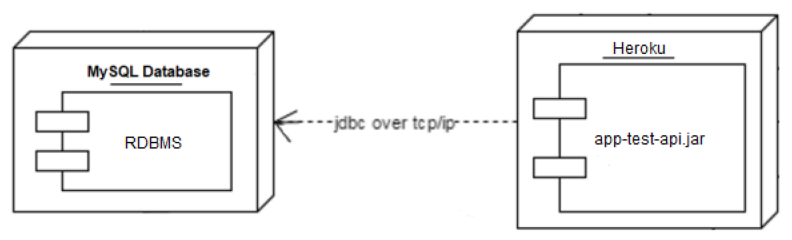 MySQL Database
RDBMS
jdbc over tcp/ip
Heroku
app-test-api.jar